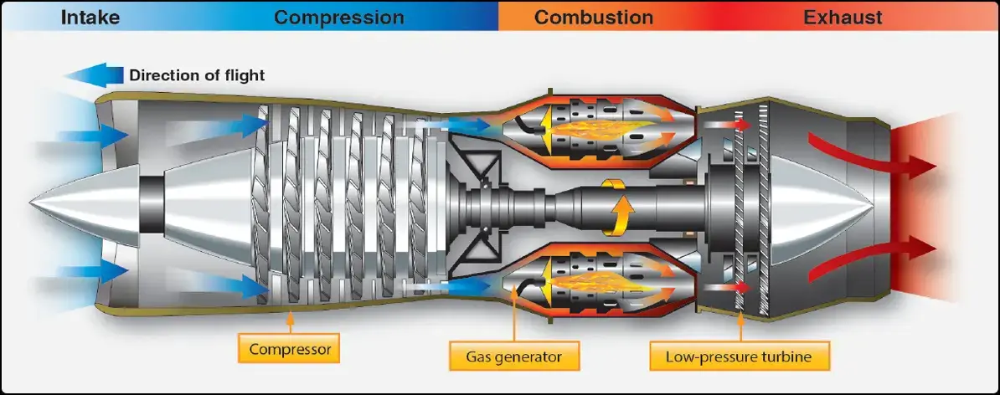 Intake Compression Combustion Exhaust
Direction of flight
Compressor
Gas generator
Low-pressure turbine